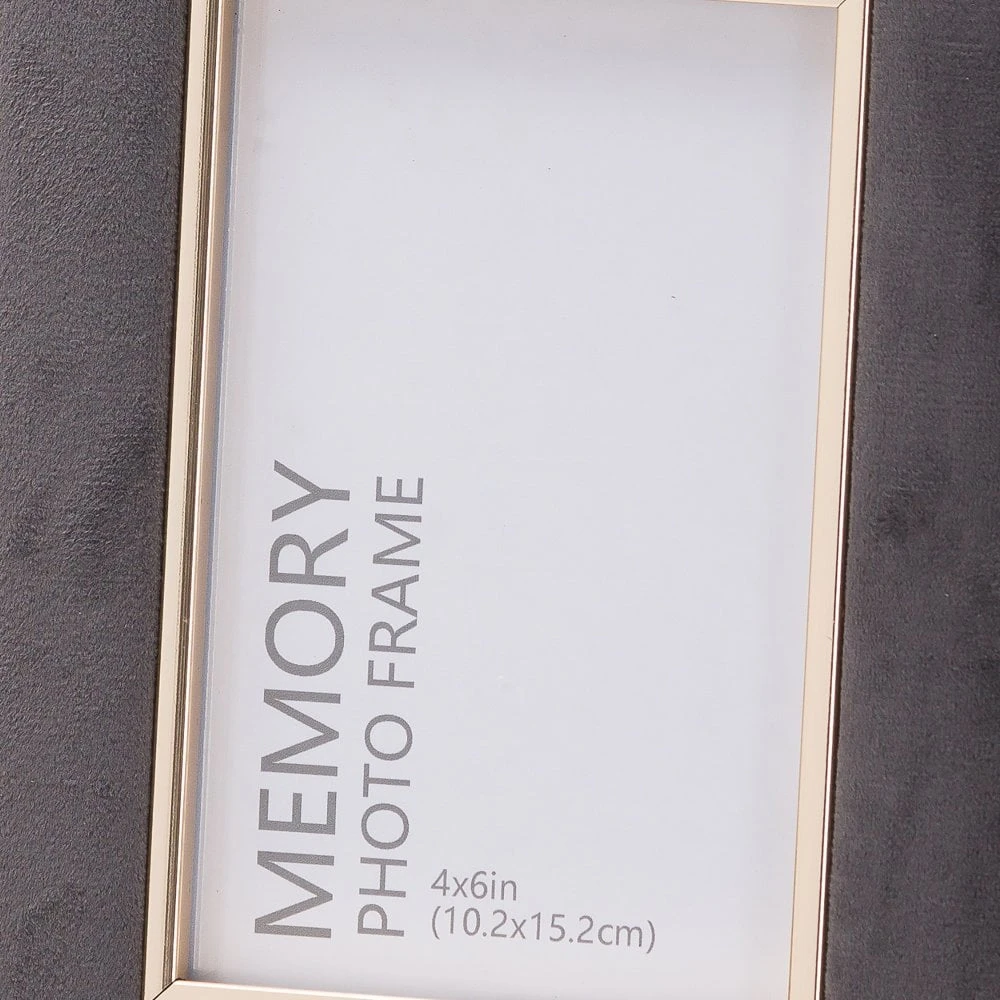 MEMORY
PHOTO FRAME
4x6in
(10.2x15.2cm)